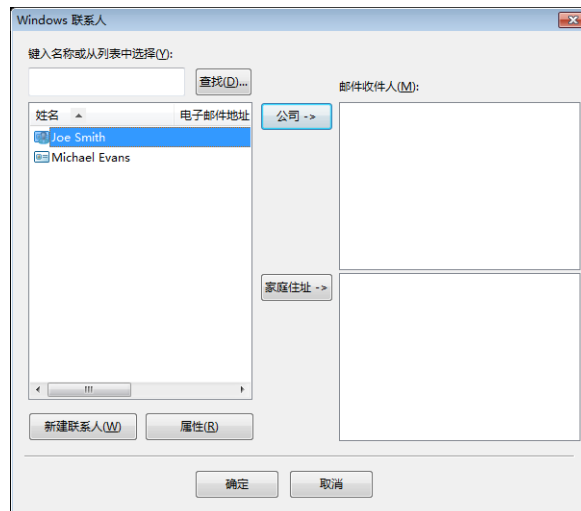 Windows 联系人
键入名称或从列表中选择(Y):
查找(D)...
邮件收件人(M):
姓名 电子邮件地址
公司 ->
Joe Smith
Michael Evans
家庭住址 ->
新建联系人(W) 属性(R)
确定 取消